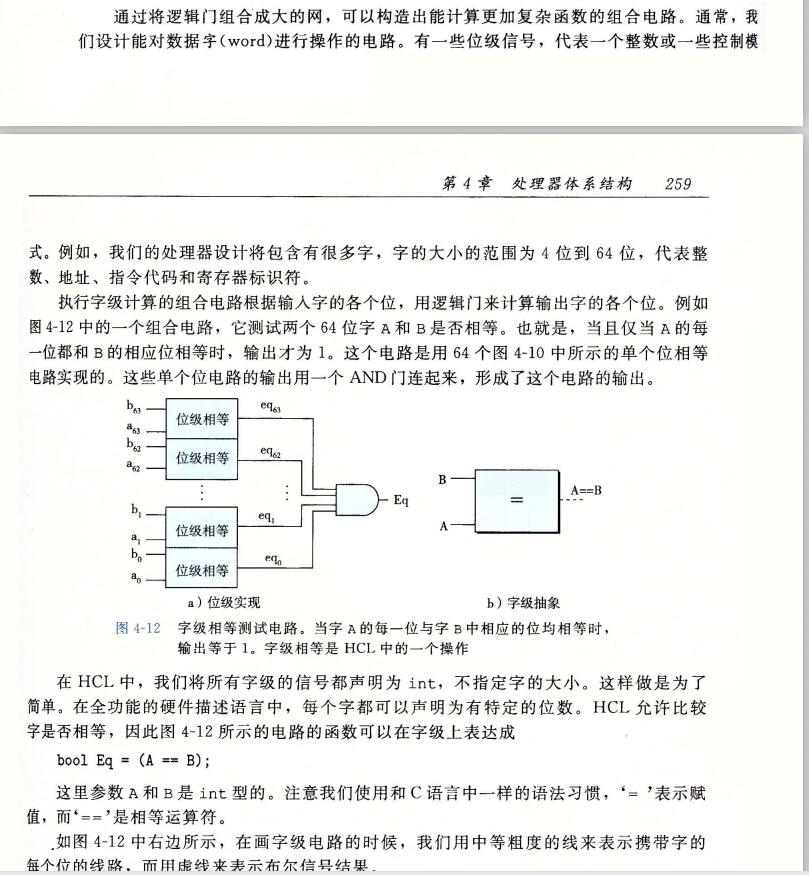 通过将逻辑门组合成大的网，可以构造出能计算更加复杂函数的组合电路。通常，我
们设计能对数据字(word)进行操作的电路。有一些位级信号，代表一个整数或一些控制模
第4章 处理器体系结构 259
式。例如，我们的处理器设计将包含有很多字，字的大小的范围为 4 位到 64 位，代表整
数、地址、指令代码和寄存器标识符。
执行字级计算的组合电路根据输入字的各个位，用逻辑门来计算输出字的各个位。例如
图 4-12 中的一个组合电路，它测试两个 64 位字 A 和 B 是否相等。也就是，当且仅当 A 的每
一位都和 B 的相应位相等时，输出才为 1。这个电路是用 64 个图 4-10 中所示的单个位相等
电路实现的。这些单个位电路的输出用一个 AND 门连起来，形成了这个电路的输出。
b63
a63
位级相等
eq63
b62
a62
位级相等
eq62
⋮
⋮
b1
a1
位级相等
eq1
b0
a0
位级相等
eq0
Eq
B
A
=
A==B
a）位级实现
b）字级抽象
图 4-12 字级相等测试电路。当字 A 的每一位与字 B 中相应的位均相等时，
输出等于 1。字级相等是 HCL 中的一个操作
在 HCL 中，我们将所有字级的信号都声明为 int，不指定字的大小。这样做是为了
简单。在全功能的硬件描述语言中，每个字都可以声明为有特定的位数。HCL 允许比较
字是否相等，因此图 4-12 所示的电路的函数可以在字级上表达成
bool Eq = (A == B);
这里参数 A 和 B 是 int 型的。注意我们使用和 C 语言中一样的语法习惯，‘=’表示赋
值，而‘==’是相等运算符。
如图 4-12 中右边所示，在画字级电路的时候，我们用中等粗度的线来表示携带字的
每个位的线路，而用虚线来表示布尔信号结果。